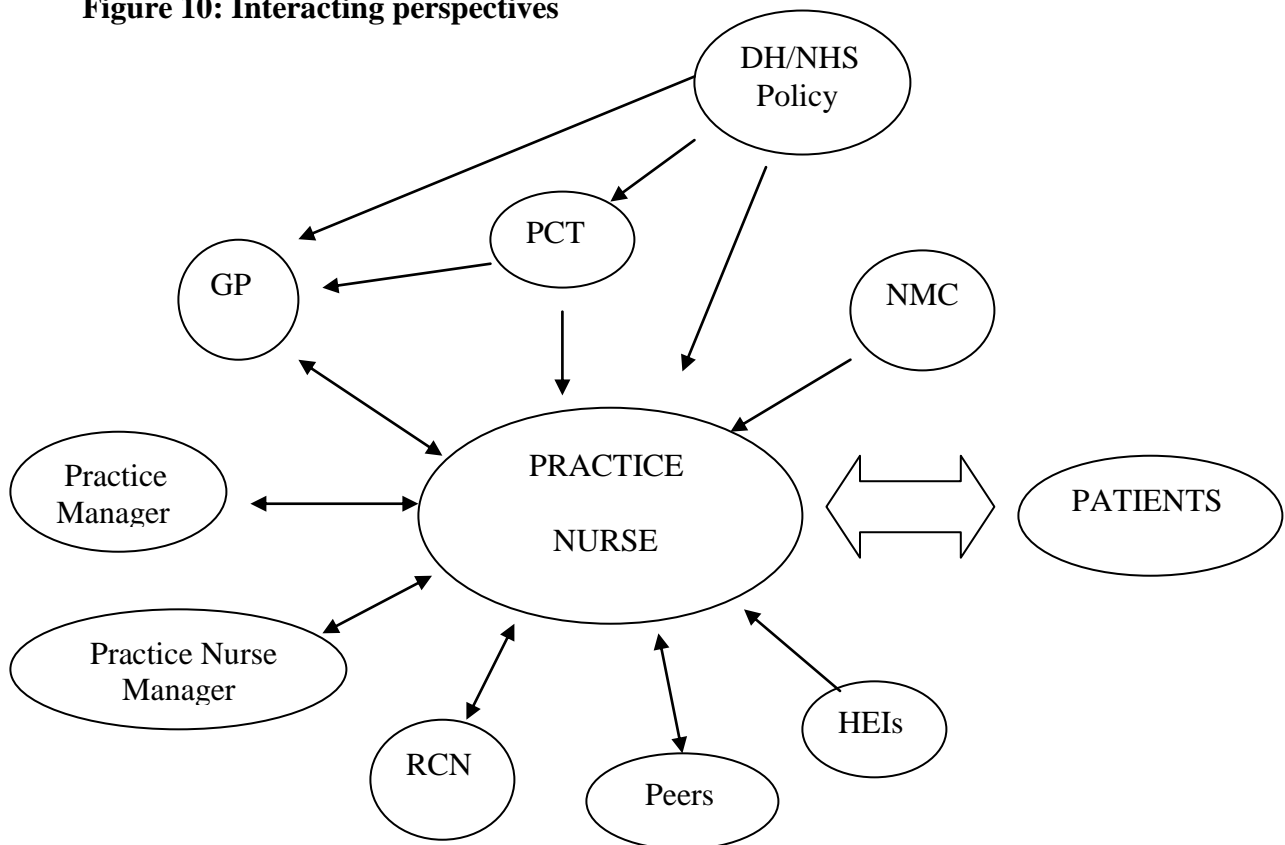 Figure 10: Interacting perspectives
DH/NHS
Policy
PCT
GP
NMC
PRACTICE
NURSE
PATIENTS
Practice
Manager
Practice Nurse
Manager
HEIs
RCN
Peers